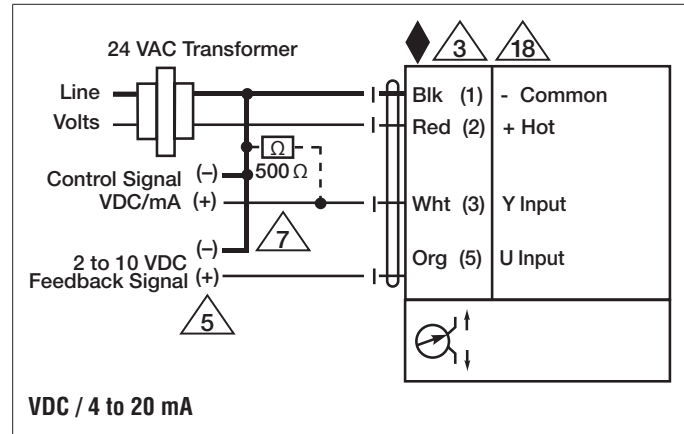 24 VAC Transformer
3
18
Line
Volts
Blk (1) - Common
Red (2) + Hot
Ω
500 Ω
Control Signal (–)
VDC/mA (+)
Wht (3) Y Input
7
(–)
2 to 10 VDC
Feedback Signal (+)
Org (5) U Input
5
VDC / 4 to 20 mA